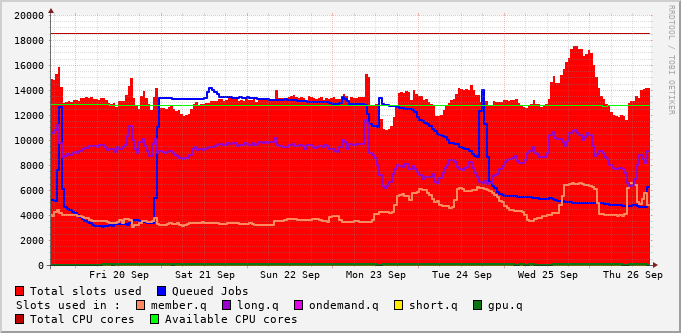 20000
18000
16000
14000
12000
10000
8000
6000
4000
2000
0
Fri 20 Sep Sat 21 Sep Sun 22 Sep Mon 23 Sep Tue 24 Sep Wed 25 Sep Thu 26 Sep
Total slots used Queued Jobs
Slots used in : member.q long.q ondemand.q short.q gpu.q
Total CPU cores Available CPU cores
RRDTOOL / TOBI OETIKER